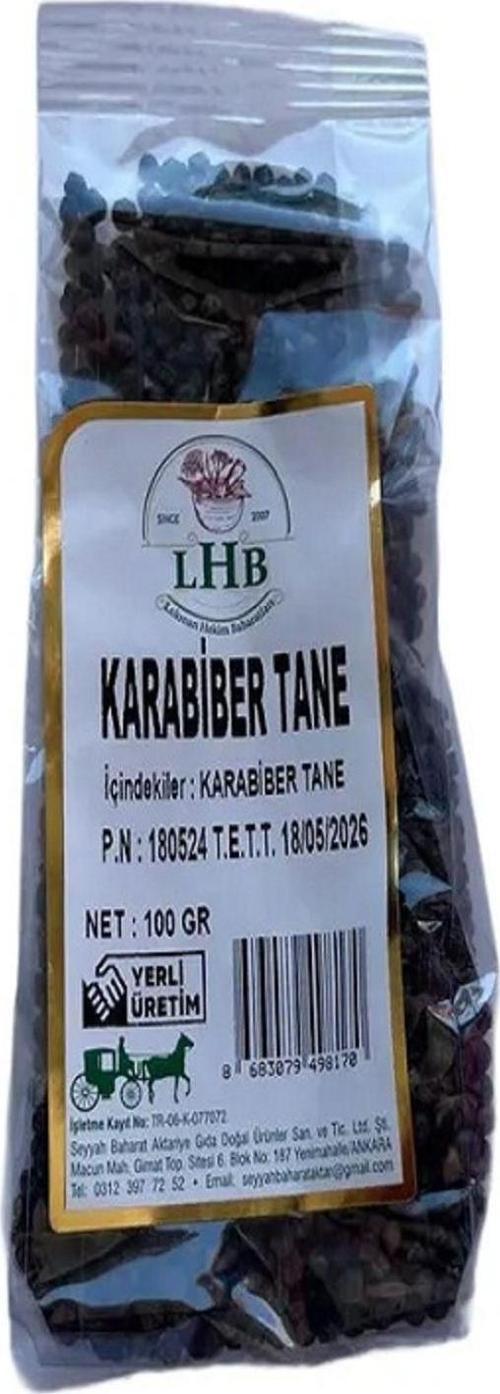 SINCE 2007
LHB
Lokman Hekim Baharatları
KARABİBER TANE
İçindekiler : KARABİBER TANE
P.N : 180524 T.E.T.T. 18/05/2026
NET : 100 GR
YERLİ
ÜRETİM
8 683079 498170
İşletme Kayıt No: TR-06-K-077072
Seyyah Baharat Aktariye Gıda Doğal Ürünler San. ve Tic. Ltd. Şti.
Macun Mah. Gimat Top. Sitesi 6. Blok No: 187 Yenimahalle/ANKARA
Tel: 0312 397 72 52 • Email: seyyahbaharataktar@gmail.com